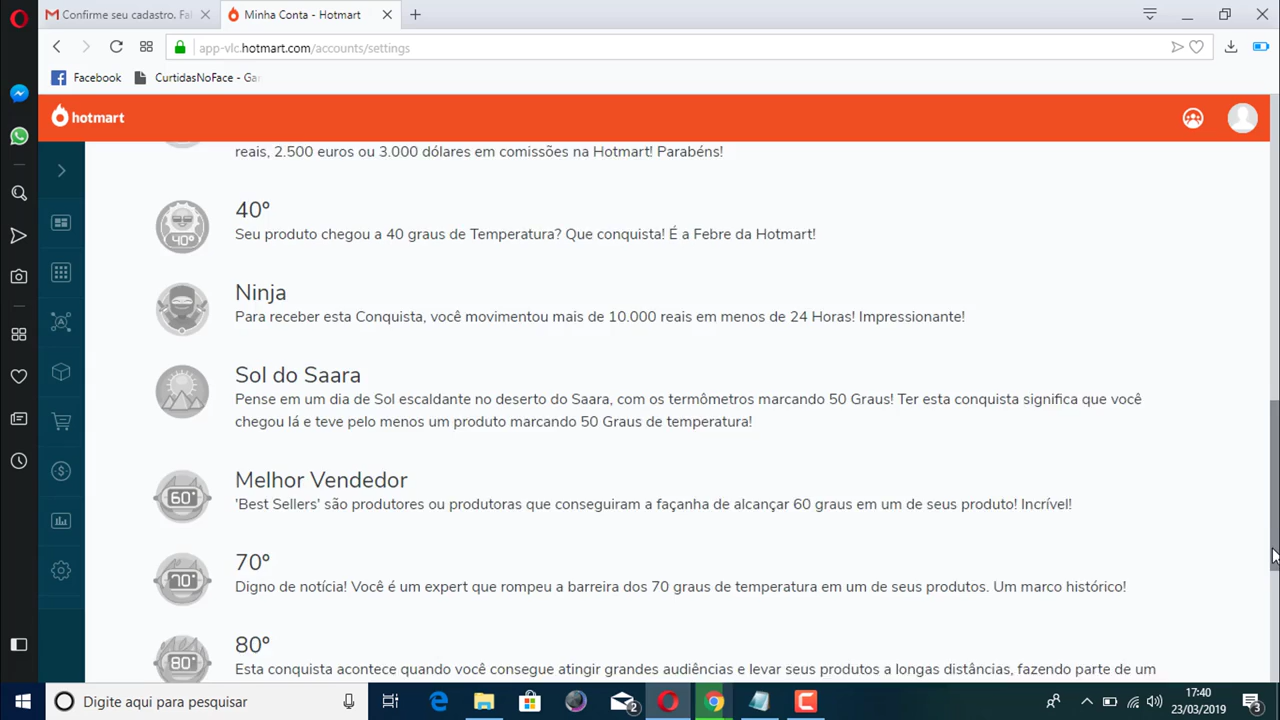 Confirme seu cadastro. Fal
Minha Conta - Hotmart
app-vlc.hotmart.com/accounts/settings
Facebook
CurtidasNoFace - Gan
hotmart
reais, 2.500 euros ou 3.000 dólares em comissões na Hotmart! Parabéns!
40°
40º
Seu produto chegou a 40 graus de Temperatura? Que conquista! É a Febre da Hotmart!
Ninja
Para receber esta Conquista, você movimentou mais de 10.000 reais em menos de 24 Horas! Impressionante!
Sol do Saara
Pense em um dia de Sol escaldante no deserto do Saara, com os termômetros marcando 50 Graus! Ter esta conquista significa que você
chegou lá e teve pelo menos um produto marcando 50 Graus de temperatura!
60°
Melhor Vendedor
'Best Sellers' são produtores ou produtoras que conseguiram a façanha de alcançar 60 graus em um de seus produto! Incrível!
70°
70º
Digno de notícia! Você é um expert que rompeu a barreira dos 70 graus de temperatura em um de seus produtos. Um marco histórico!
80°
80º
Esta conquista acontece quando você consegue atingir grandes audiências e levar seus produtos a longas distâncias, fazendo parte de um
Digite aqui para pesquisar
2
17:40
23/03/2019
3